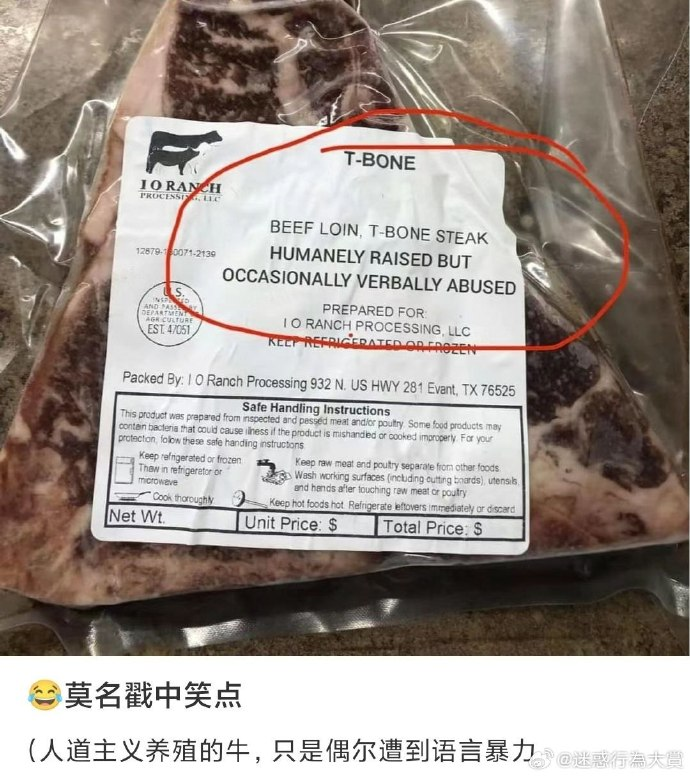 T-BONE
I O RANCH
PROCESSING, LLC
BEEF LOIN, T-BONE STEAK
HUMANELY RAISED BUT
OCCASIONALLY VERBALLY ABUSED
U.S.
INSPECTED
AND PASSED BY
DEPARTMENT OF
AGRICULTURE
EST. 47051
PREPARED FOR:
I O RANCH PROCESSING, LLC
KEEP REFRIGERATED OR FROZEN
Packed By: I O Ranch Processing 932 N. US HWY 281 Evant, TX 76525
Safe Handling Instructions
This product was prepared from inspected and passed meat and/or poultry. Some food products may
contain bacteria that could cause illness if the product is mishandled or cooked improperly. For your
protection, follow these safe handling instructions.
Keep refrigerated or frozen.
Thaw in refrigerator or
microwave
Keep raw meat and poultry separate from other foods.
Wash working surfaces (including cutting boards), utensils,
and hands after touching raw meat or poultry
Cook thoroughly
Keep hot foods hot. Refrigerate leftovers immediately or discard
Net Wt.
Unit Price: $
Total Price: $
😂莫名戳中笑点
（人道主义养殖的牛，只是偶尔遭到语言暴力
@迷惑行為大賞